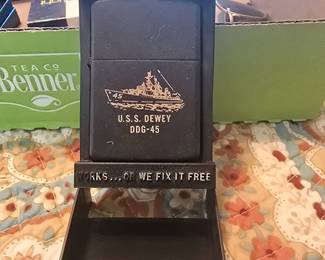 TEA CO
Benner
45
U.S.S. DEWEY
DDG-45
WORKS...OR WE FIX IT FREE